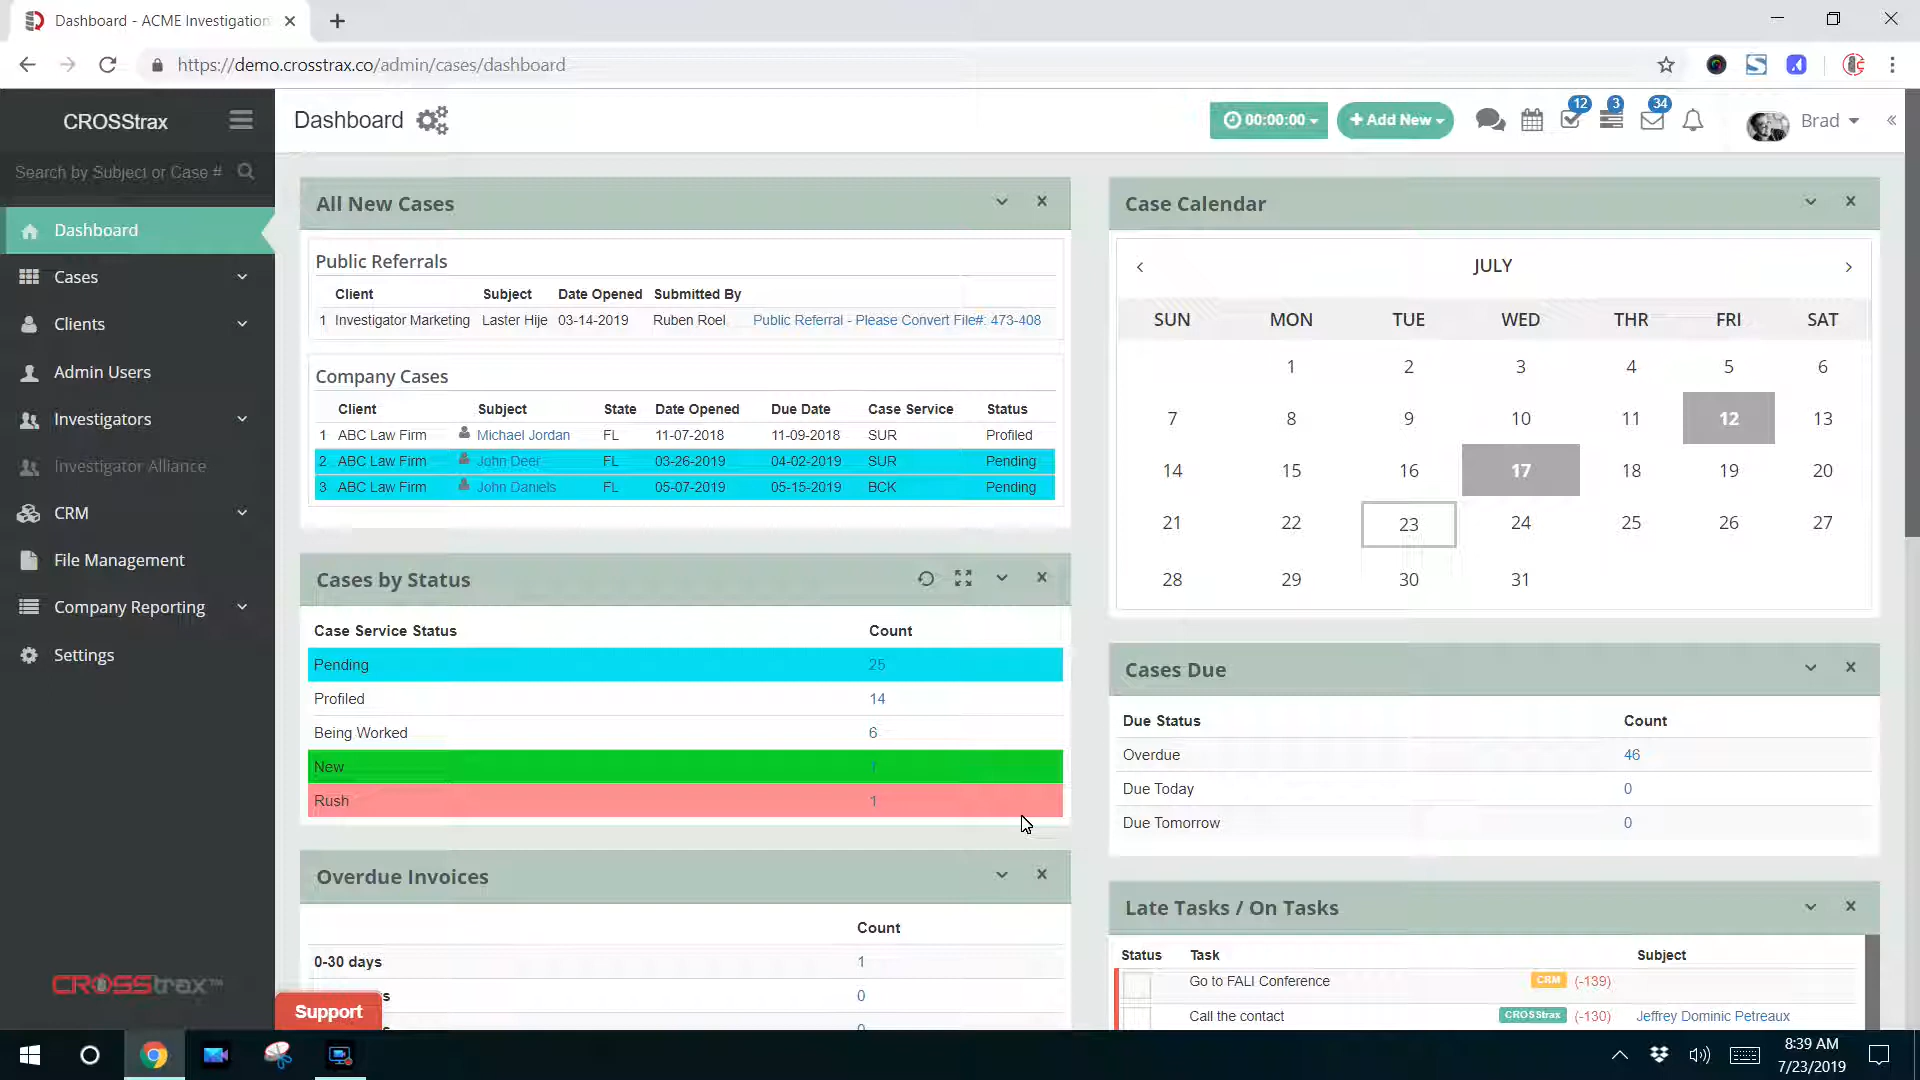 Dashboard - ACME Investigation
https://demo.crosstrax.co/admin/cases/dashboard
CROSStrax
Dashboard
00:00:00
+ Add New
12
3
34
Brad
Search by Subject or Case #
Dashboard
Cases
Clients
Admin Users
Investigators
Investigator Alliance
CRM
File Management
Company Reporting
Settings
CROSStrax™
Support
All New Cases
Public Referrals
Client Subject Date Opened Submitted By
1 Investigator Marketing Laster Hije 03-14-2019 Ruben Roel Public Referral - Please Convert File#: 473-408
Company Cases
Client Subject State Date Opened Due Date Case Service Status
1 ABC Law Firm Michael Jordan FL 11-07-2018 11-09-2018 SUR Profiled
2 ABC Law Firm John Deer FL 03-26-2019 04-02-2019 SUR Pending
3 ABC Law Firm John Daniels FL 05-07-2019 05-15-2019 BCK Pending
Cases by Status
Case Service Status Count
Pending 25
Profiled 14
Being Worked 6
New
Rush 1
Overdue Invoices
Count
0-30 days 1
0
Case Calendar
JULY
SUN MON TUE WED THR FRI SAT
1 2 3 4 5 6
7 8 9 10 11 12 13
14 15 16 17 18 19 20
21 22 23 24 25 26 27
28 29 30 31
Cases Due
Due Status Count
Overdue 46
Due Today 0
Due Tomorrow 0
Late Tasks / On Tasks
Status Task Subject
Go to FALI Conference CRM (-139)
Call the contact CROSStrax (-130) Jeffrey Dominic Petreaux
8:39 AM
7/23/2019